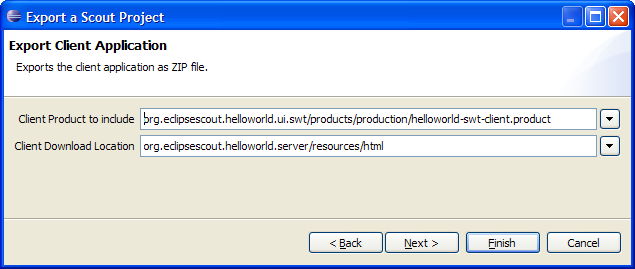 Export a Scout Project
Export Client Application
Exports the client application as ZIP file.
Client Product to include org.eclipsescout.helloworld.ui.swt/products/production/helloworld-swt-client.product
Client Download Location org.eclipsescout.helloworld.server/resources/html
< Back Next > Finish Cancel